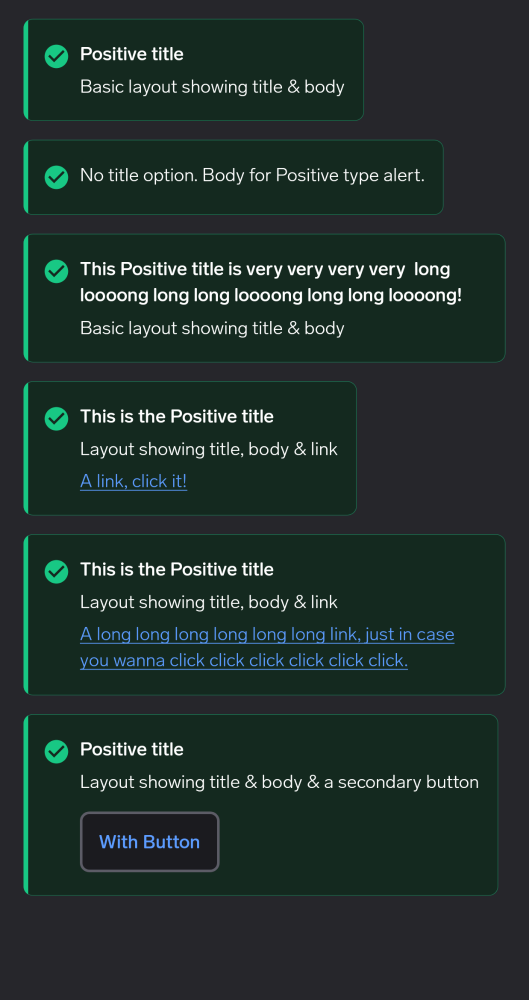 Positive title
Basic layout showing title & body
No title option. Body for Positive type alert.
This Positive title is very very very very  long
loooong long long loooong long long loooong!
Basic layout showing title & body
This is the Positive title
Layout showing title, body & link
A link, click it!
This is the Positive title
Layout showing title, body & link
A long long long long long long link, just in case
you wanna click click click click click click.
Positive title
Layout showing title & body & a secondary button
With Button